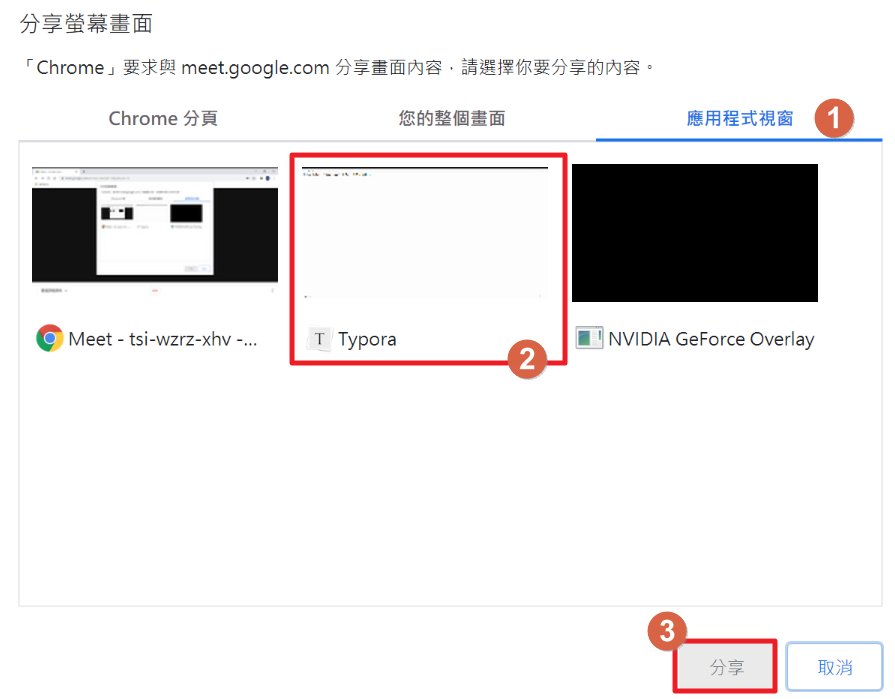 分享螢幕畫面
「Chrome」要求與 meet.google.com 分享畫面內容，請選擇你要分享的內容。
Chrome 分頁
您的整個畫面
應用程式視窗
1
Meet - tsi-wzrz-xhv -...
T
Typora
NVIDIA GeForce Overlay
2
3
分享
取消